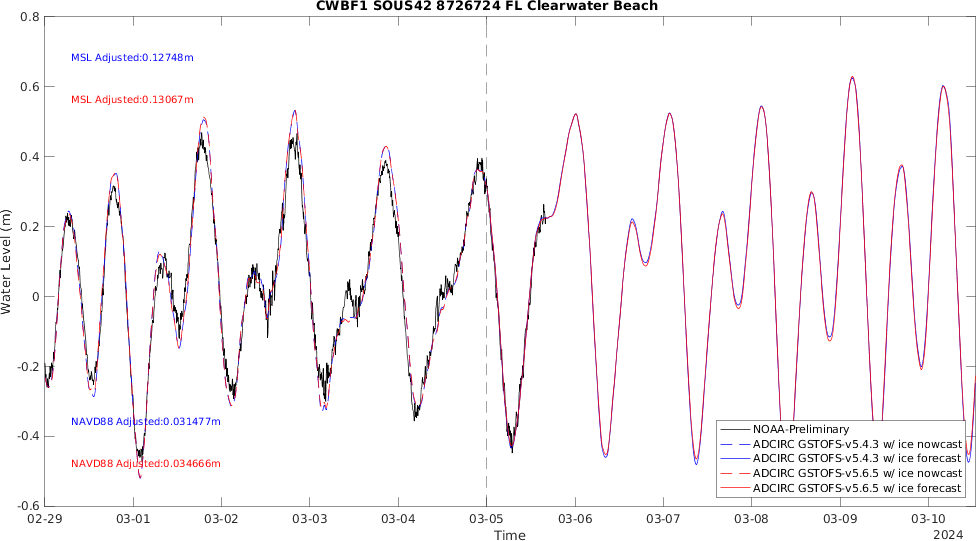 CWBF1 SOUS42 8726724 FL Clearwater Beach
0.8
0.6
0.4
0.2
0
-0.2
-0.4
-0.6
Water Level (m)
MSL Adjusted:0.12748m
MSL Adjusted:0.13067m
NAVD88 Adjusted:0.031477m
NAVD88 Adjusted:0.034666m
NOAA-Preliminary
ADCIRC GSTOFS-v5.4.3 w/ ice nowcast
ADCIRC GSTOFS-v5.4.3 w/ ice forecast
ADCIRC GSTOFS-v5.6.5 w/ ice nowcast
ADCIRC GSTOFS-v5.6.5 w/ ice forecast
02-29 03-01 03-02 03-03 03-04 03-05 03-06 03-07 03-08 03-09 03-10
Time
2024